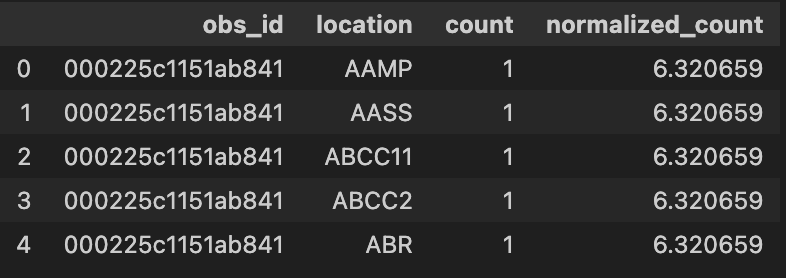 obs_id location count normalized_count
0 000225c1151ab841 AAMP 1 6.320659
1 000225c1151ab841 AASS 1 6.320659
2 000225c1151ab841 ABCC11 1 6.320659
3 000225c1151ab841 ABCC2 1 6.320659
4 000225c1151ab841 ABR 1 6.320659